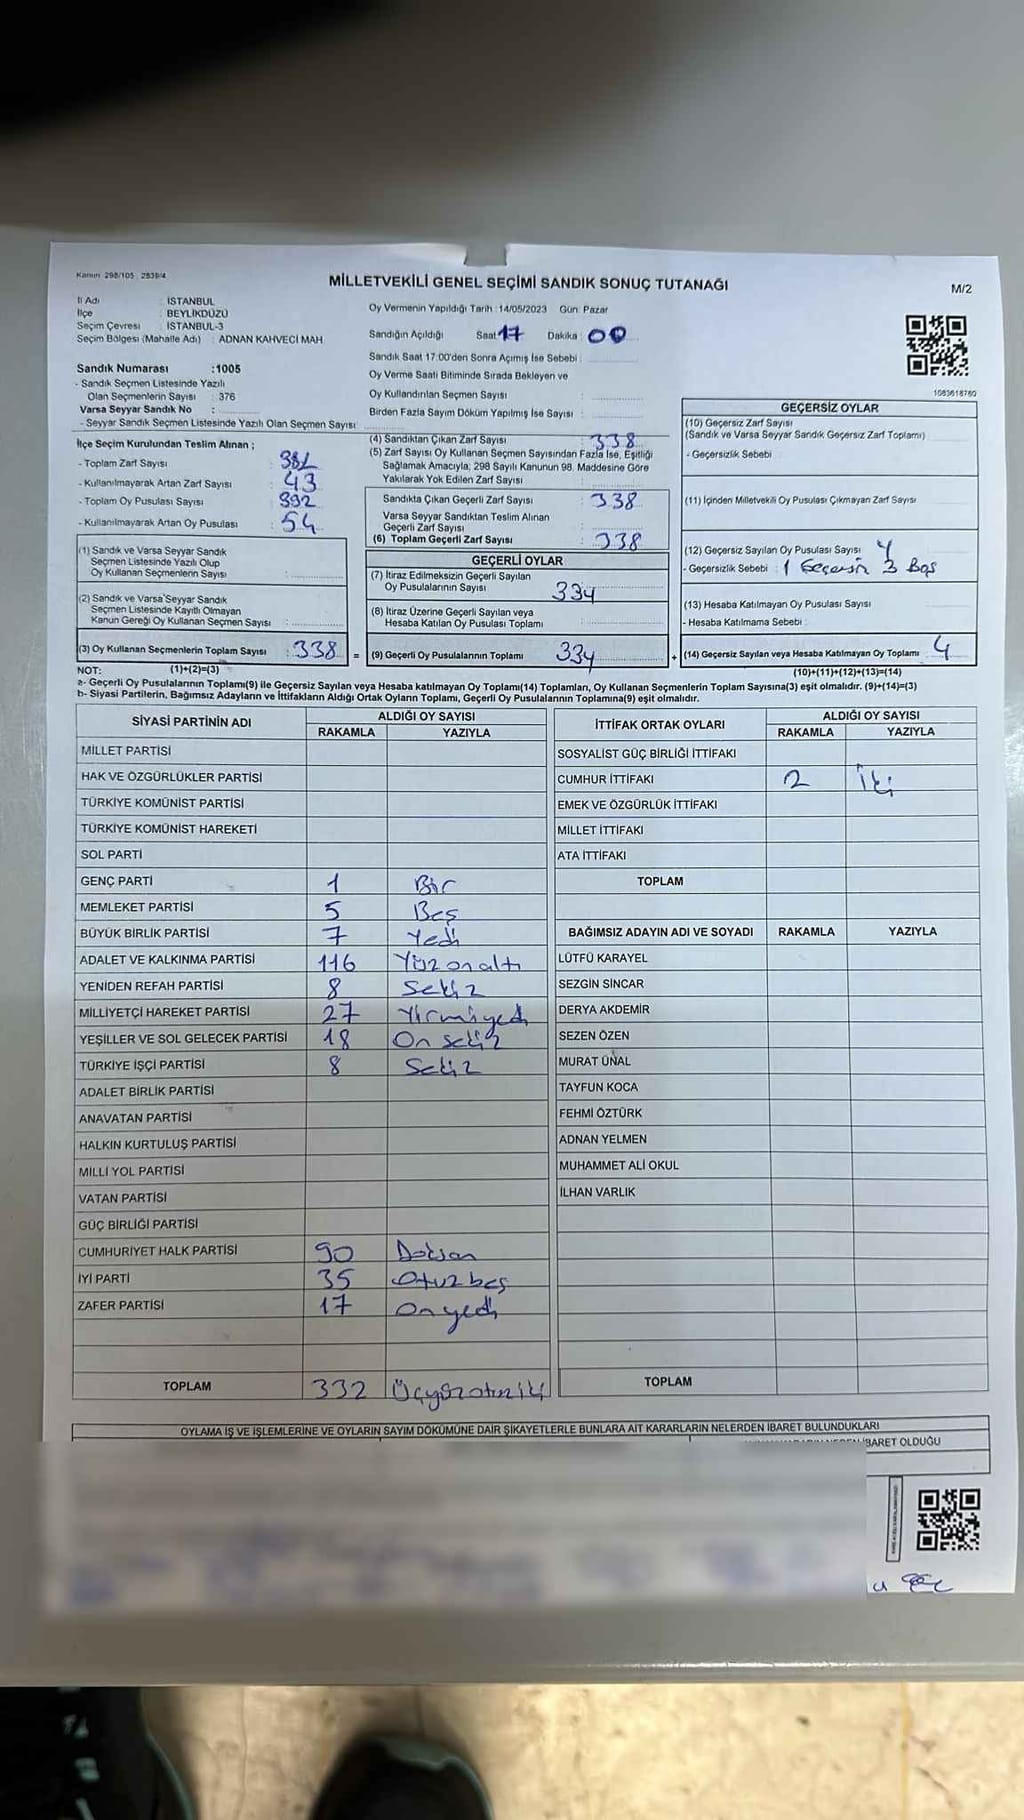 Kanun 298/105 2839/4
MİLLETVEKİLİ GENEL SEÇİMİ SANDIK SONUÇ TUTANAĞI
M/2
İl Adı : İSTANBUL
İlçe : BEYLİKDÜZÜ
Seçim Çevresi : İSTANBUL-3
Seçim Bölgesi (Mahalle Adı) : ADNAN KAHVECİ MAH.
Sandık Numarası :1005
- Sandık Seçmen Listesinde Yazılı
Olan Seçmenlerin Sayısı : 376
Varsa Seyyar Sandık No :
- Seyyar Sandık Seçmen Listesinde Yazılı Olan Seçmen Sayısı :
Oy Vermenin Yapıldığı Tarih :14/05/2023 Gün: Pazar
Sandığın Açıldığı Saat: 17 Dakika : 00
Sandık Saat 17:00'den Sonra Açımış İse Sebebi :
Oy Verme Saati Bitiminde Sırada Bekleyen ve
Oy Kullandırılan Seçmen Sayısı :
Birden Fazla Sayım Döküm Yapılmış İse Sayısı :
1083618760
İlçe Seçim Kurulundan Teslim Alınan ;
- Toplam Zarf Sayısı :
- Kullanılmayarak Artan Zarf Sayısı : 43
- Toplam Oy Pusulası Sayısı : 392
- Kullanılmayarak Artan Oy Pusulası : 54
(1) Sandık ve Varsa Seyyar Sandık
Seçmen Listesinde Yazılı Olup
Oy Kullanan Seçmenlerin Sayısı :
(2) Sandık ve Varsa Seyyar Sandık
Seçmen Listesinde Kayıtlı Olmayan
Kanun Gereği Oy Kullanan Seçmen Sayısı :
(3) Oy Kullanan Seçmenlerin Toplam Sayısı : 338 =
(1)+(2)=(3)
(4) Sandıktan Çıkan Zarf Sayısı : 338
(5) Zarf Sayısı Oy Kullanan Seçmen Sayısından Fazla İse, Eşitliği
Sağlamak Amacıyla; 298 Sayılı Kanunun 98. Maddesine Göre
Yakılarak Yok Edilen Zarf Sayısı :
Sandıkta Çıkan Geçerli Zarf Sayısı : 338
Varsa Seyyar Sandıktan Teslim Alınan
Geçerli Zarf Sayısı :
(6) Toplam Geçerli Zarf Sayısı : 338
GEÇERLİ OYLAR
(7) İtiraz Edilmeksizin Geçerli Sayılan
Oy Pusulalarının Sayısı : 334
(8) İtiraz Üzerine Geçerli Sayılan veya
Hesaba Katılan Oy Pusulası Toplamı :
(9) Geçerli Oy Pusulalarının Toplamı : 334 +
GEÇERSİZ OYLAR
(10) Geçersiz Zarf Sayısı
(Sandık ve Varsa Seyyar Sandık Geçersiz Zarf Toplamı) :
- Geçersizlik Sebebi :
(11) İçinden Milletvekili Oy Pusulası Çıkmayan Zarf Sayısı :
(12) Geçersiz Sayılan Oy Pusulası Sayısı : 4
- Geçersizlik Sebebi : 1 Geçersiz 3 Boş
(13) Hesaba Katılmayan Oy Pusulası Sayısı :
- Hesaba Katılmama Sebebi :
(14) Geçersiz Sayılan veya Hesaba Katılmayan Oy Toplamı : 4
(10)+(11)+(12)+(13)=(14)
NOT:
a- Geçerli Oy Pusulalarının Toplamı(9) ile Geçersiz Sayılan veya Hesaba katılmayan Oy Toplamı(14) Toplamları, Oy Kullanan Seçmenlerin Toplam Sayısına(3) eşit olmalıdır. (9)+(14)=(3)
b- Siyasi Partilerin, Bağımsız Adayların ve İttifakların Aldığı Oyların Toplamı, Geçerli Oy Pusulalarının Toplamına(9) eşit olmalıdır.
SİYASİ PARTİNİN ADI ALDIĞI OY SAYISI
RAKAMLA YAZIYLA
MİLLET PARTİSİ
HAK VE ÖZGÜRLÜKLER PARTİSİ
TÜRKİYE KOMÜNİST PARTİSİ
TÜRKİYE KOMÜNİST HAREKETİ
SOL PARTİ
GENÇ PARTİ 1 Bir
MEMLEKET PARTİSİ 5 Beş
BÜYÜK BİRLİK PARTİSİ 7 Yedi
ADALET VE KALKINMA PARTİSİ 116 Yüzonaltı
YENİDEN REFAH PARTİSİ 8 Sekiz
MİLLİYETÇİ HAREKET PARTİSİ 27 Yirmiyedi
YEŞİLLER VE SOL GELECEK PARTİSİ 18 On sekiz
TÜRKİYE İŞÇİ PARTİSİ 8 Sekiz
ADALET BİRLİK PARTİSİ
ANAVATAN PARTİSİ
HALKIN KURTULUŞ PARTİSİ
MİLLİ YOL PARTİSİ
VATAN PARTİSİ
GÜÇ BİRLİĞİ PARTİSİ
CUMHURİYET HALK PARTİSİ 90 Doksan
İYİ PARTİ 35 Otuz beş
ZAFER PARTİSİ 17 On yedi
TOPLAM 332 Üçyüzotuziki
İTTİFAK ORTAK OYLARI ALDIĞI OY SAYISI
RAKAMLA YAZIYLA
SOSYALİST GÜÇ BİRLİĞİ İTTİFAKI
CUMHUR İTTİFAKI 2 İki
EMEK VE ÖZGÜRLÜK İTTİFAKI
MİLLET İTTİFAKI
ATA İTTİFAKI
TOPLAM
BAĞIMSIZ ADAYIN ADI VE SOYADI RAKAMLA YAZIYLA
LÜTFÜ KARAYEL
SEZGİN SİNCAR
DERYA AKDEMİR
SEZEN ÖZEN
MURAT ÜNAL
TAYFUN KOCA
FEHMİ ÖZTÜRK
ADNAN YELMEN
MUHAMMET ALİ OKUL
İLHAN VARLIK
TOPLAM
OYLAMA İŞ VE İŞLEMLERİNE VE OYLARIN SAYIM DÖKÜMÜNE DAİR ŞİKAYETLERLE BUNLARA AİT KARARLARIN NELERDEN İBARET BULUNDUKLARI
İBARET OLDUĞU